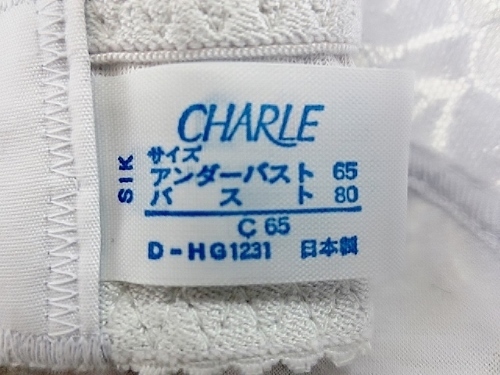 CHARLE
サイズ
アンダーバスト 65
バスト 80
C 65
D-HG1231 日本製
SIK